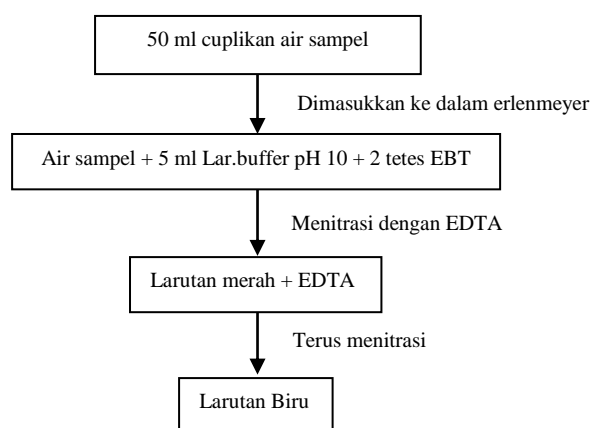 50 ml cuplikan air sampel
Dimasukkan ke dalam erlenmeyer
Air sampel + 5 ml Lar.buffer pH 10 + 2 tetes EBT
Menitrasi dengan EDTA
Larutan merah + EDTA
Terus menitrasi
Larutan Biru